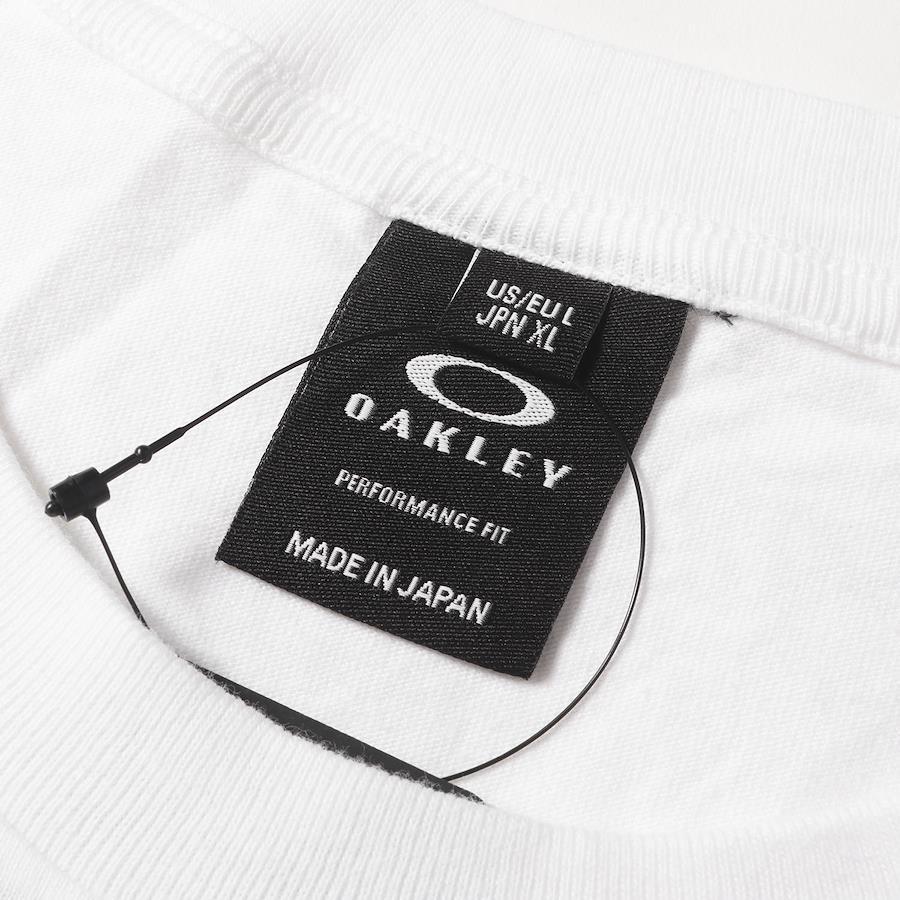 US/EU L
JPN XL
OAKLEY
PERFORMANCE FIT
MADE IN JAPAN